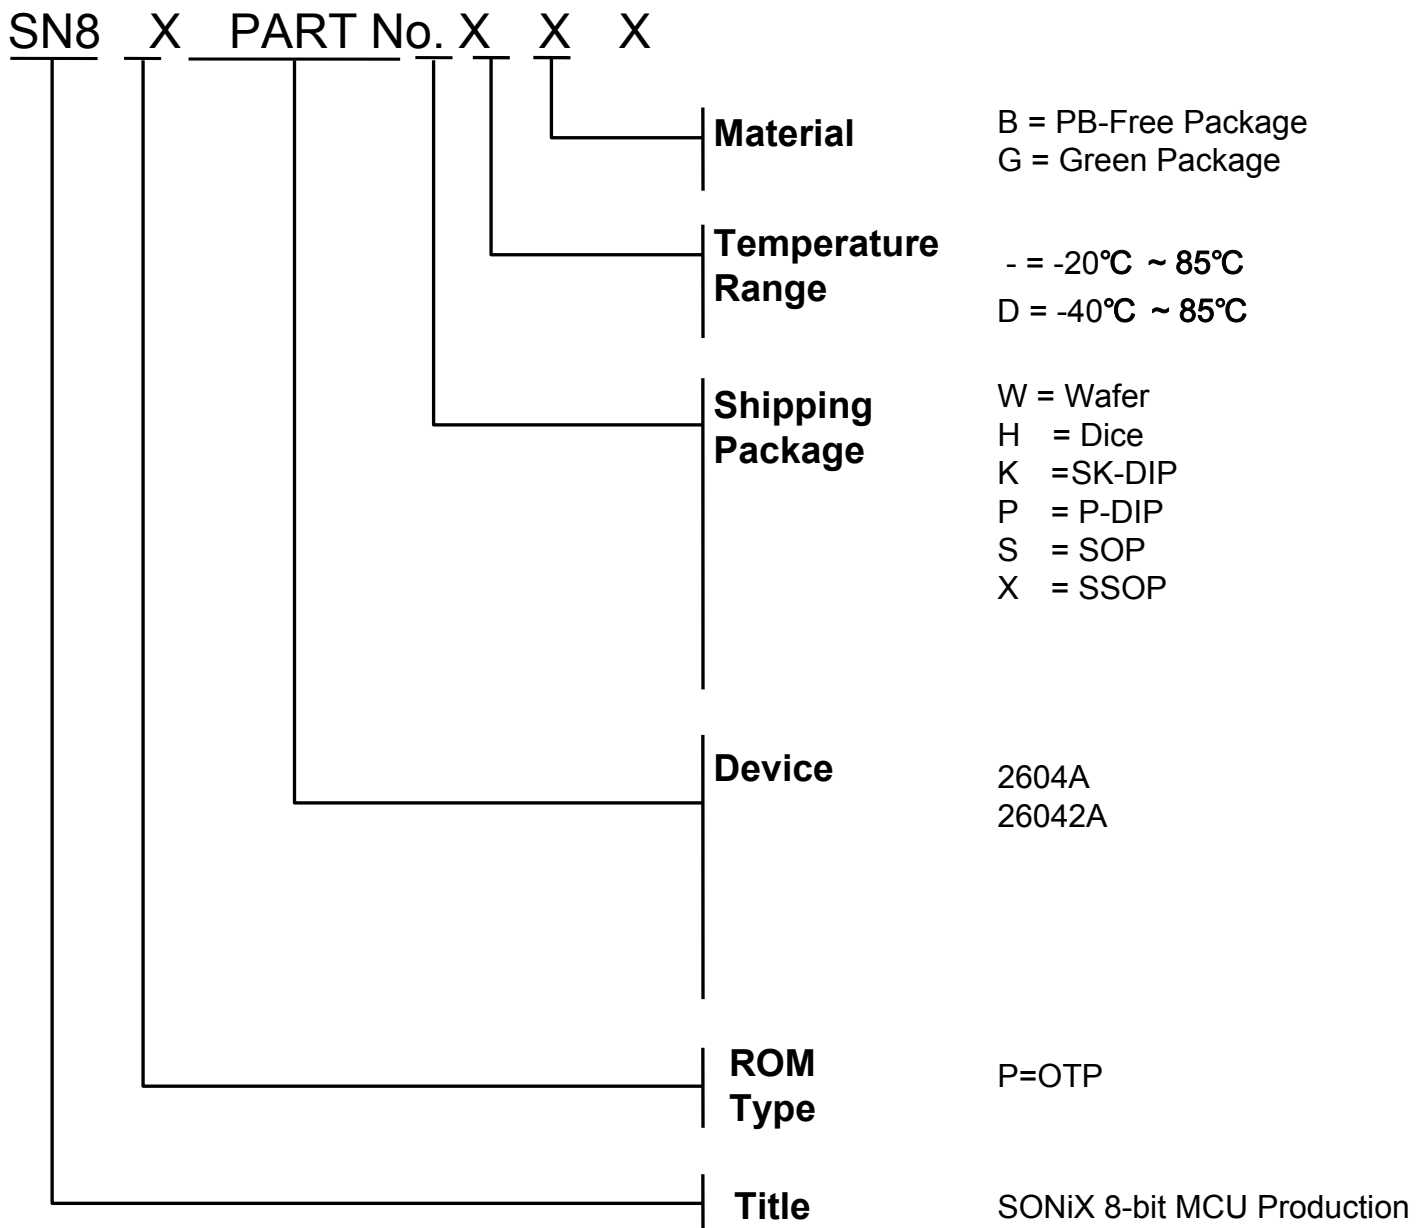 SN8 X PART No. X X X
Material
B = PB-Free Package
G = Green Package
Temperature
Range
- = -20℃ ~ 85℃
D = -40℃ ~ 85℃
Shipping
Package
W = Wafer
H = Dice
K =SK-DIP
P = P-DIP
S = SOP
X = SSOP
Device
2604A
26042A
ROM
Type
P=OTP
Title
SONiX 8-bit MCU Production